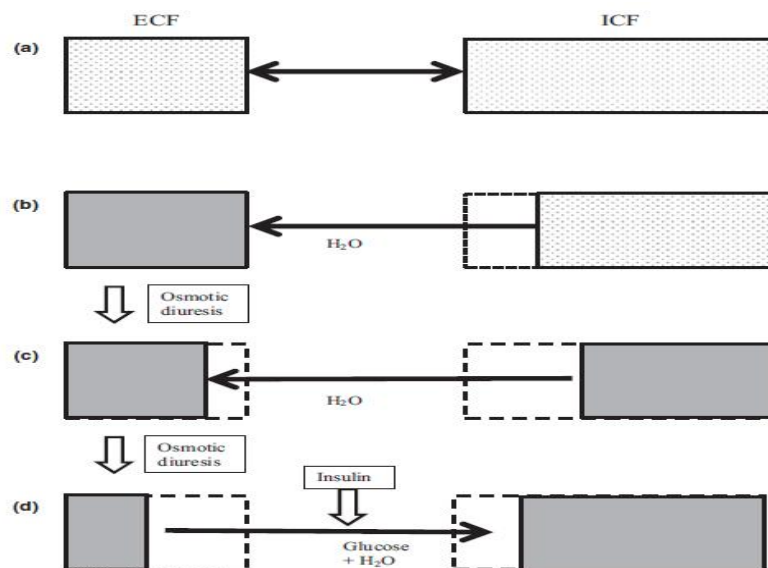 ECF ICF
(a)
(b)
H₂O
Osmotic
diuresis
(c)
H₂O
Osmotic
diuresis
Insulin
(d)
Glucose
+ H₂O